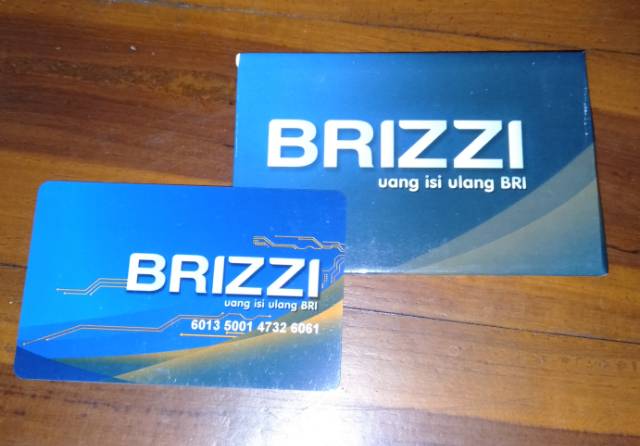 BRIZZI
uang isi ulang BRI
BRIZZI
uang isi ulang BRI
6013 5001 4732 6061